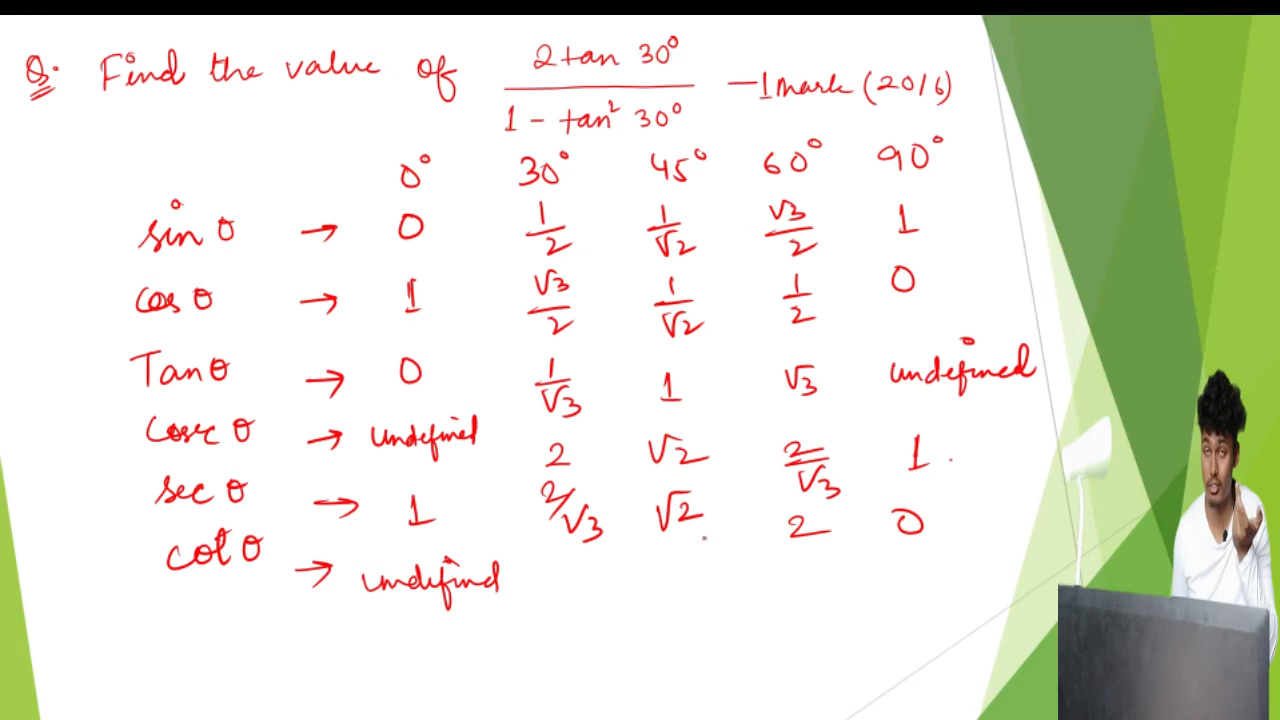 Q. Find the value of 2 tan 30° / 1 - tan² 30° - 1 mark (2016)
0° 30° 45° 60° 90°
sin θ → 0 1/2 1/√2 √3/2 1
cos θ → 1 √3/2 1/√2 1/2 0
Tan θ → 0 1/√3 1 √3 undefined
cosec θ → undefined 2 √2 2/√3 1
sec θ → 1 2/√3 √2 2 0
cot θ → undefined